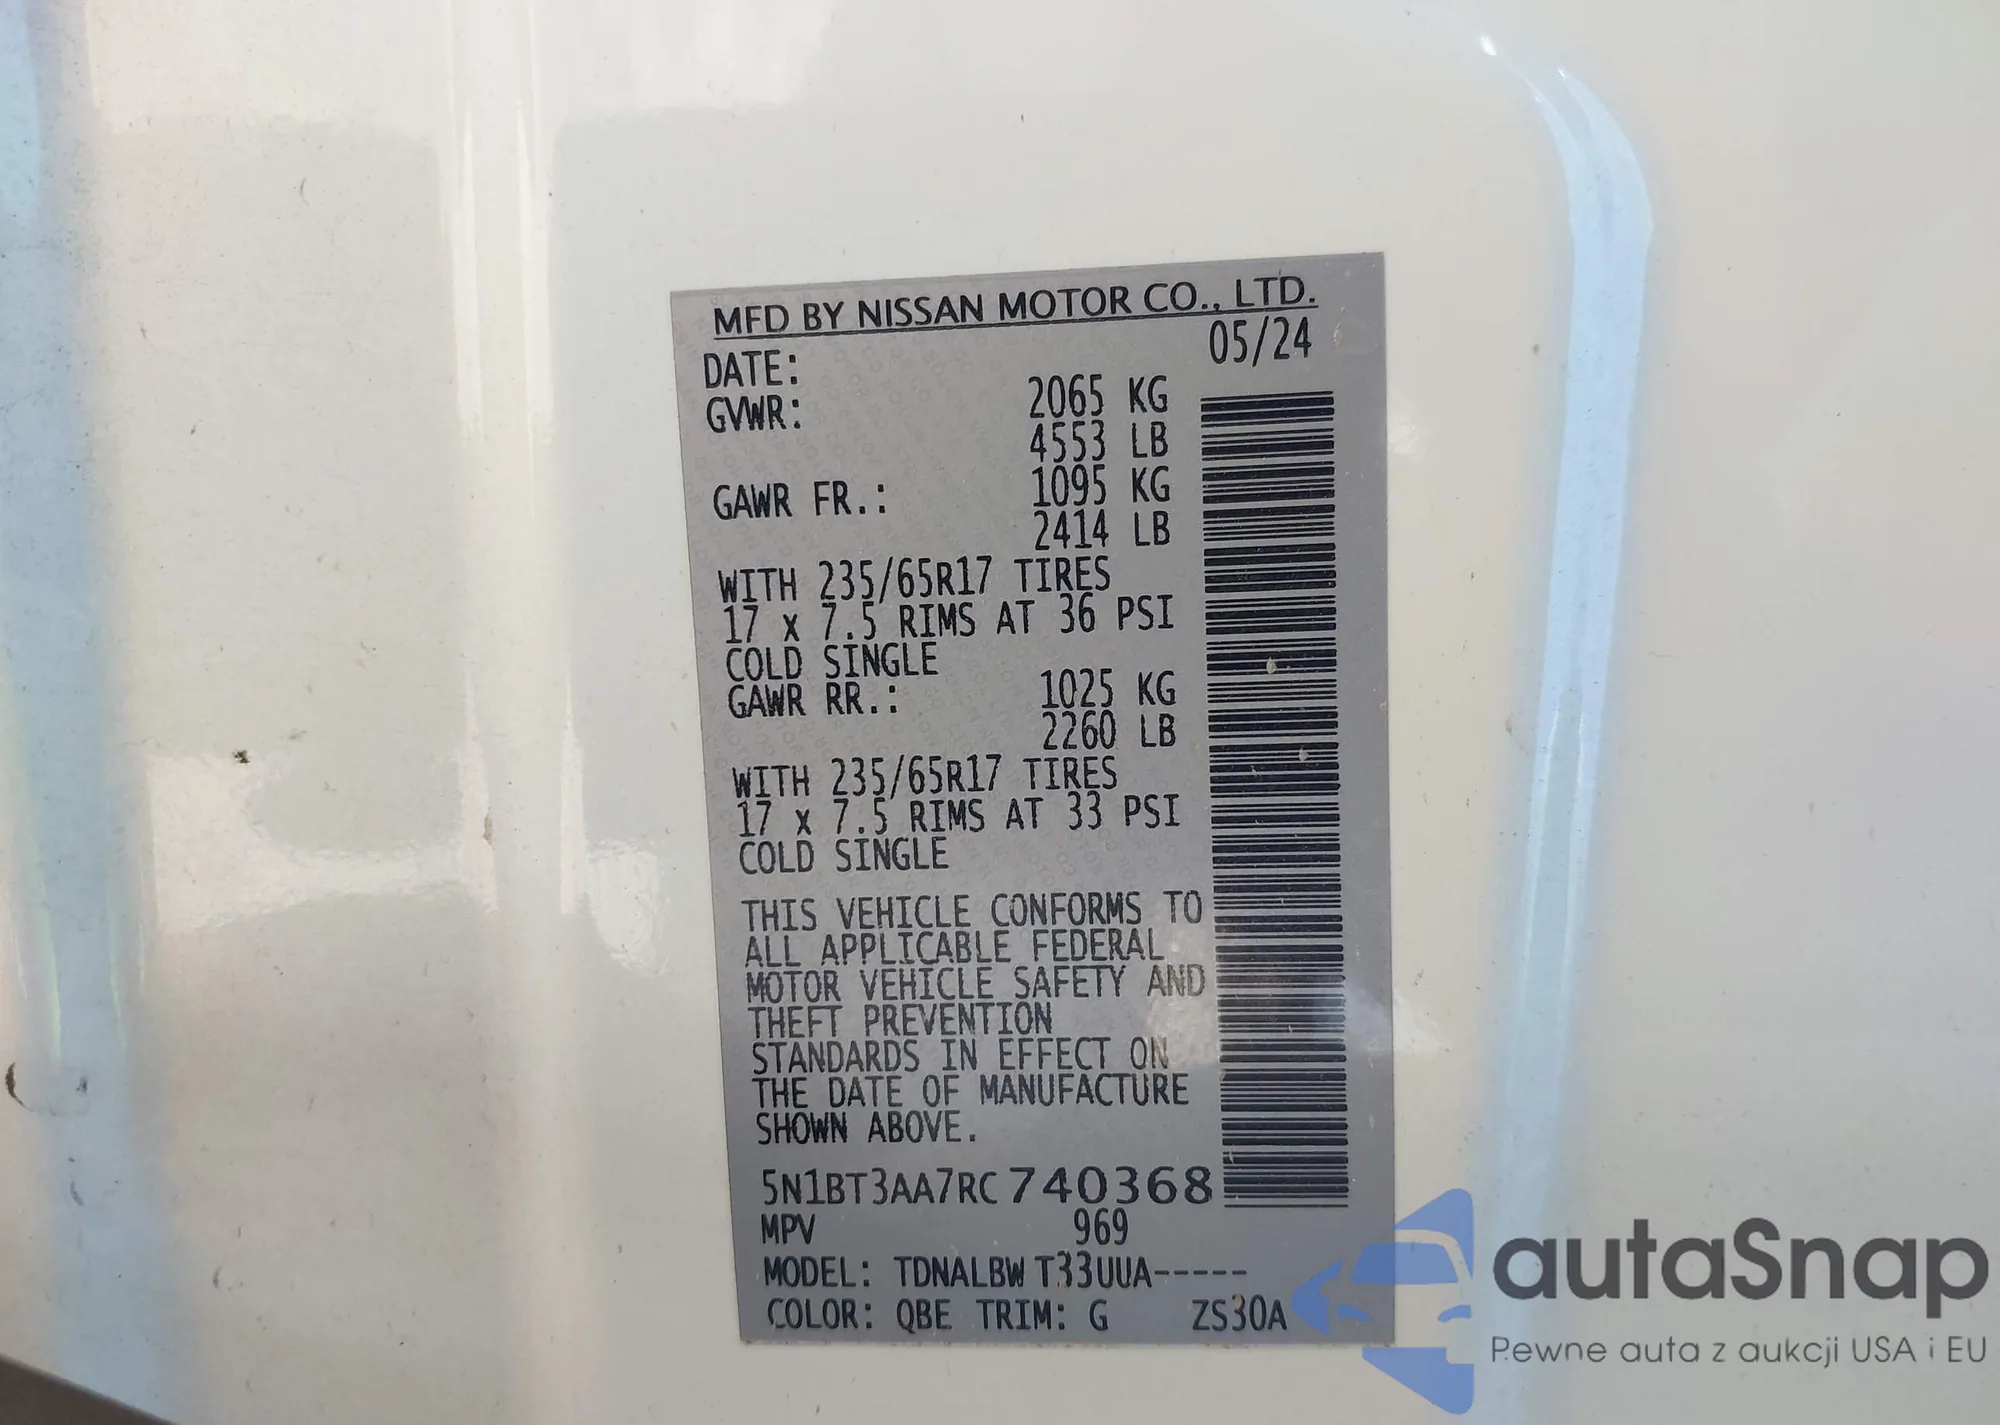 MFD BY NISSAN MOTOR CO., LTD.
DATE: 05/24
GVWR: 2065 KG
4553 LB
GAWR FR.: 1095 KG
2414 LB
WITH 235/65R17 TIRES
17 x 7.5 RIMS AT 36 PSI
COLD SINGLE
GAWR RR.: 1025 KG
2260 LB
WITH 235/65R17 TIRES
17 x 7.5 RIMS AT 33 PSI
COLD SINGLE
THIS VEHICLE CONFORMS TO
ALL APPLICABLE FEDERAL
MOTOR VEHICLE SAFETY AND
THEFT PREVENTION
STANDARDS IN EFFECT ON
THE DATE OF MANUFACTURE
SHOWN ABOVE.
5N1BT3AA7RC740368
MPV 969
MODEL: TDNALBW T33UUA-----
COLOR: QBE TRIM: G ZS30A
autaSnap
Pewne auta z aukcji USA i EU